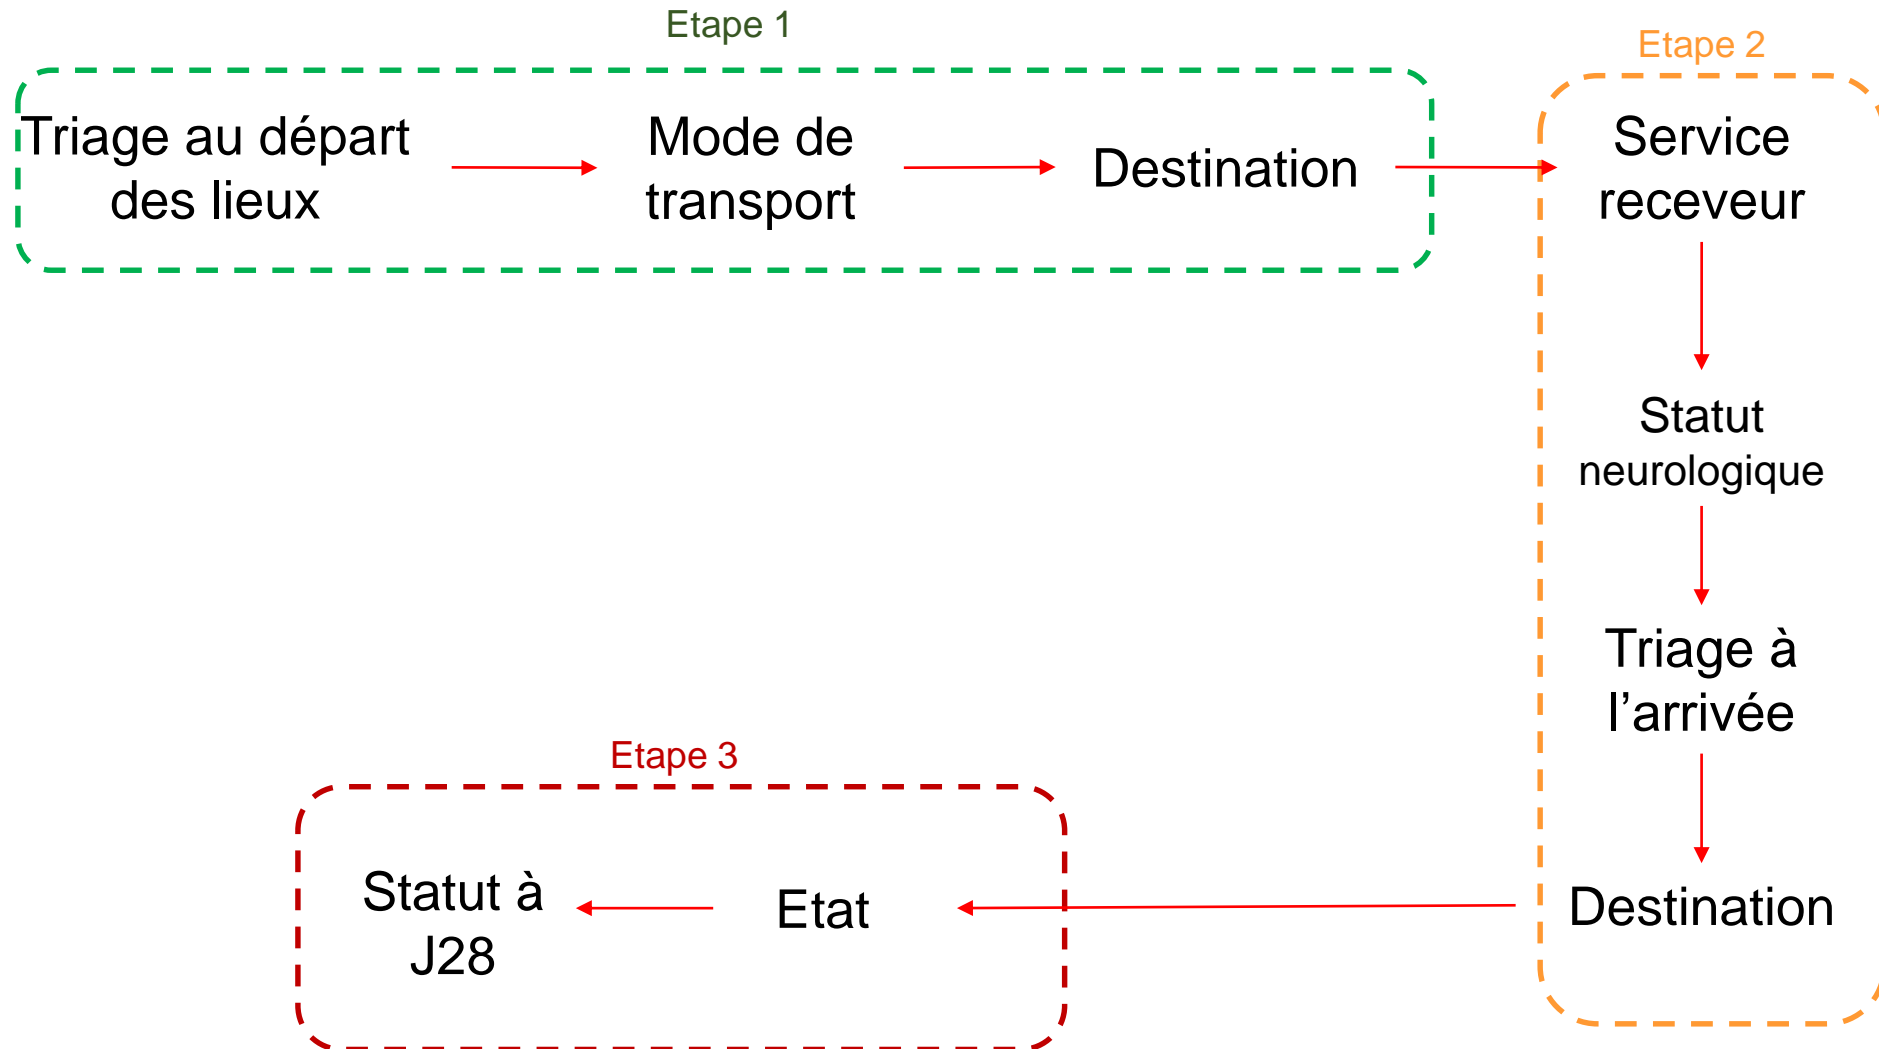 Etape 1
Triage au départ
des lieux
Mode de
transport
Destination
Etape 2
Service
receveur
Statut
neurologique
Triage à
l’arrivée
Destination
Etape 3
Etat
Statut à
J28